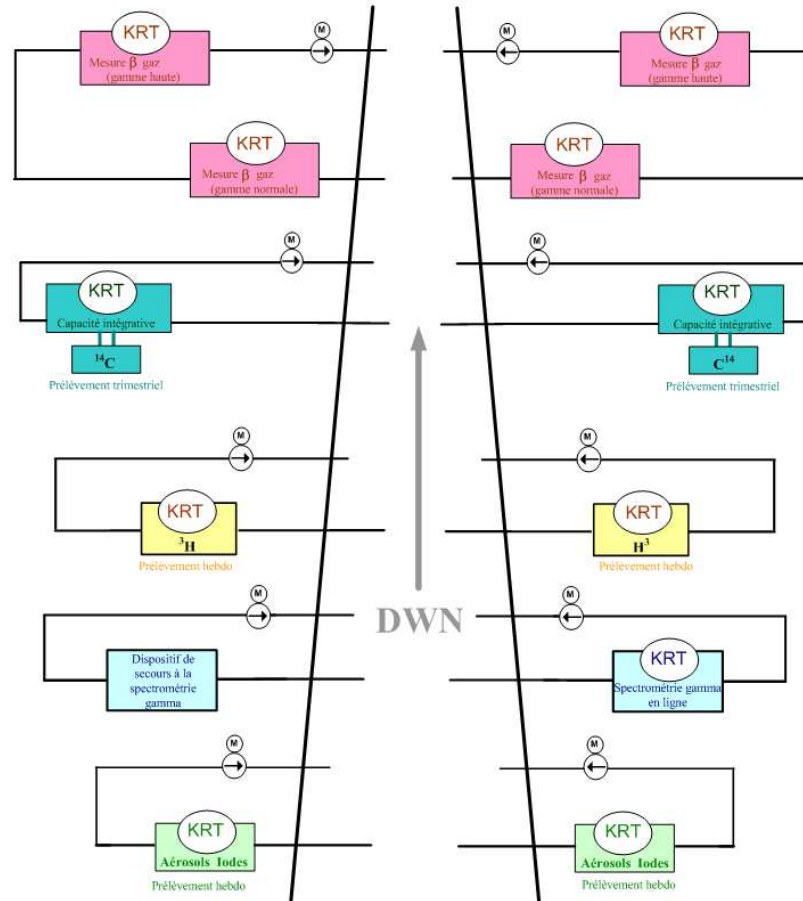 M
KRT
Mesure β gaz
(gamme haute)
M
KRT
Mesure β gaz
(gamme haute)
KRT
Mesure β gaz
(gamme normale)
KRT
Mesure β gaz
(gamme normale)
M
KRT
Capacité intégrative
¹⁴C
Prélèvement trimestriel
M
KRT
Capacité intégrative
C¹⁴
Prélèvement trimestriel
M
KRT
³H
Prélèvement hebdo
M
KRT
H³
Prélèvement hebdo
DWN
M
Dispositif de
secours à la
spectrométrie
gamma
M
KRT
Spectrométrie gamma
en ligne
M
KRT
Aérosols Iodes
Prélèvement hebdo
M
KRT
Aérosols Iodes
Prélèvement hebdo